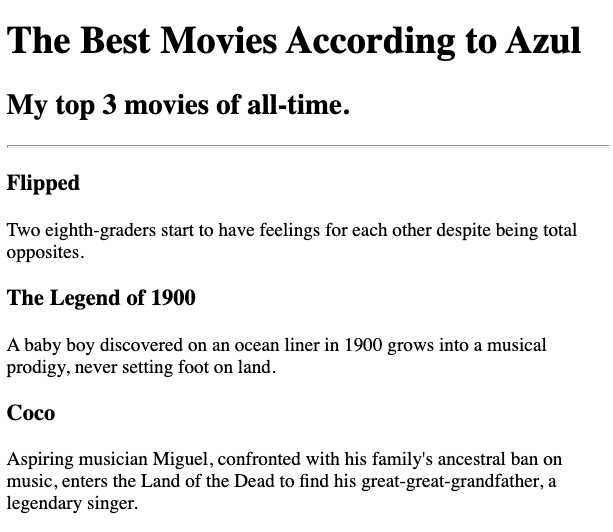 The Best Movies According to Azul
My top 3 movies of all-time.
Flipped
Two eighth-graders start to have feelings for each other despite being total
opposites.
The Legend of 1900
A baby boy discovered on an ocean liner in 1900 grows into a musical
prodigy, never setting foot on land.
Coco
Aspiring musician Miguel, confronted with his family's ancestral ban on
music, enters the Land of the Dead to find his great-great-grandfather, a
legendary singer.